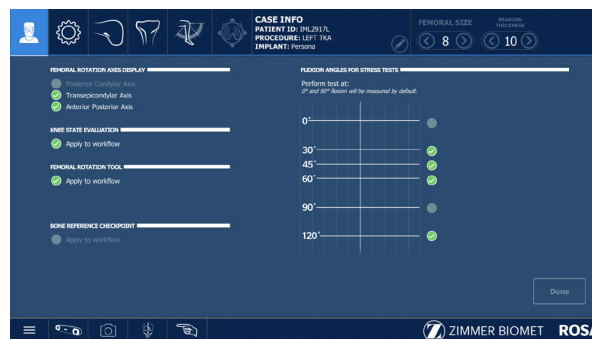 CASE INFO
PATIENT ID: IML2917L
PROCEDURE: LEFT TKA
IMPLANT: Persona
FEMORAL SIZE
8
BEARING
THICKNESS
10
FEMORAL ROTATION AXES DISPLAY
Posterior Condylar Axis
Transepicondylar Axis
Anterior Posterior Axis
KNEE STATE EVALUATION
Apply to workflow
FEMORAL ROTATION TOOL
Apply to workflow
BONE REFERENCE CHECKPOINT
Apply to workflow
FLEXION ANGLES FOR STRESS TESTS
Perform test at:
0° and 90° flexion will be measured by default.
0°
30°
45°
60°
90°
120°
Done
ZIMMER BIOMET
ROSA